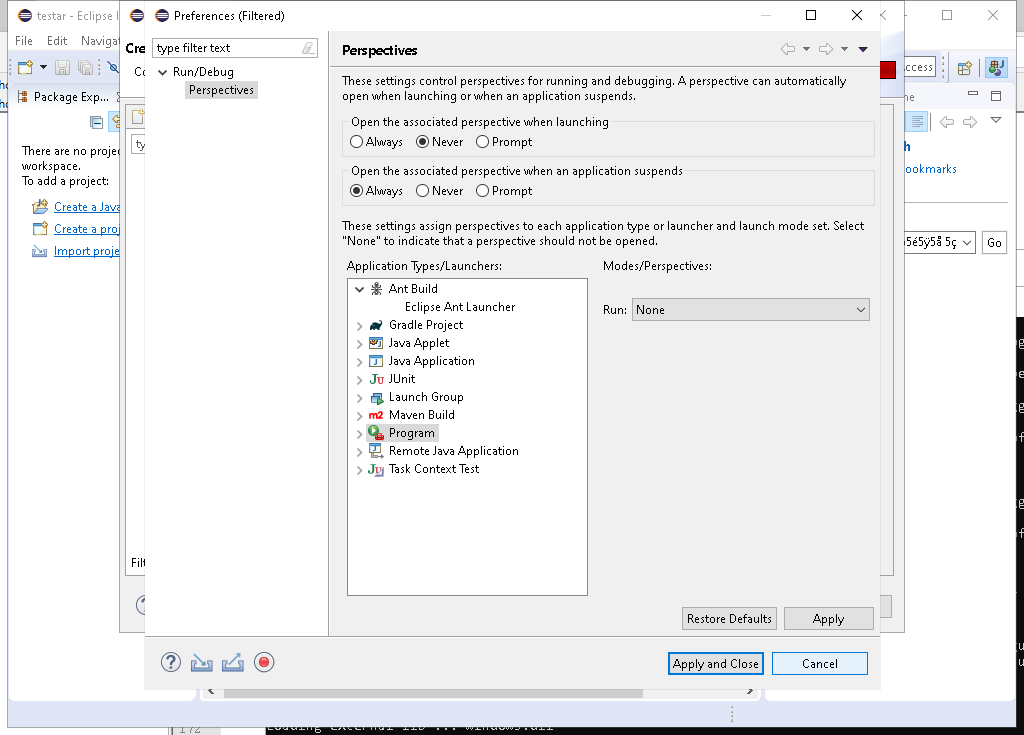 testar - Eclipse I
Preferences (Filtered)
File Edit Navigat
Cre
type filter text
Perspectives
Run/Debug
Perspectives
These settings control perspectives for running and debugging. A perspective can automatically
open when launching or when an application suspends.
ccess
Package Exp...
Open the associated perspective when launching
Always Never Prompt
There are no projec
workspace.
To add a project:
Open the associated perspective when an application suspends
Always Never Prompt
ookmarks
Create a Java
Create a proj
Import proje
These settings assign perspectives to each application type or launcher and launch mode set. Select
"None" to indicate that a perspective should not be opened.
Go
Application Types/Launchers:
Modes/Perspectives:
Ant Build
Eclipse Ant Launcher
Run: None
Gradle Project
Java Applet
Java Application
JUnit
Launch Group
Maven Build
Program
Remote Java Application
Task Context Test
Filt
Restore Defaults Apply
Apply and Close Cancel
172
Loading external lib ... windows.dll